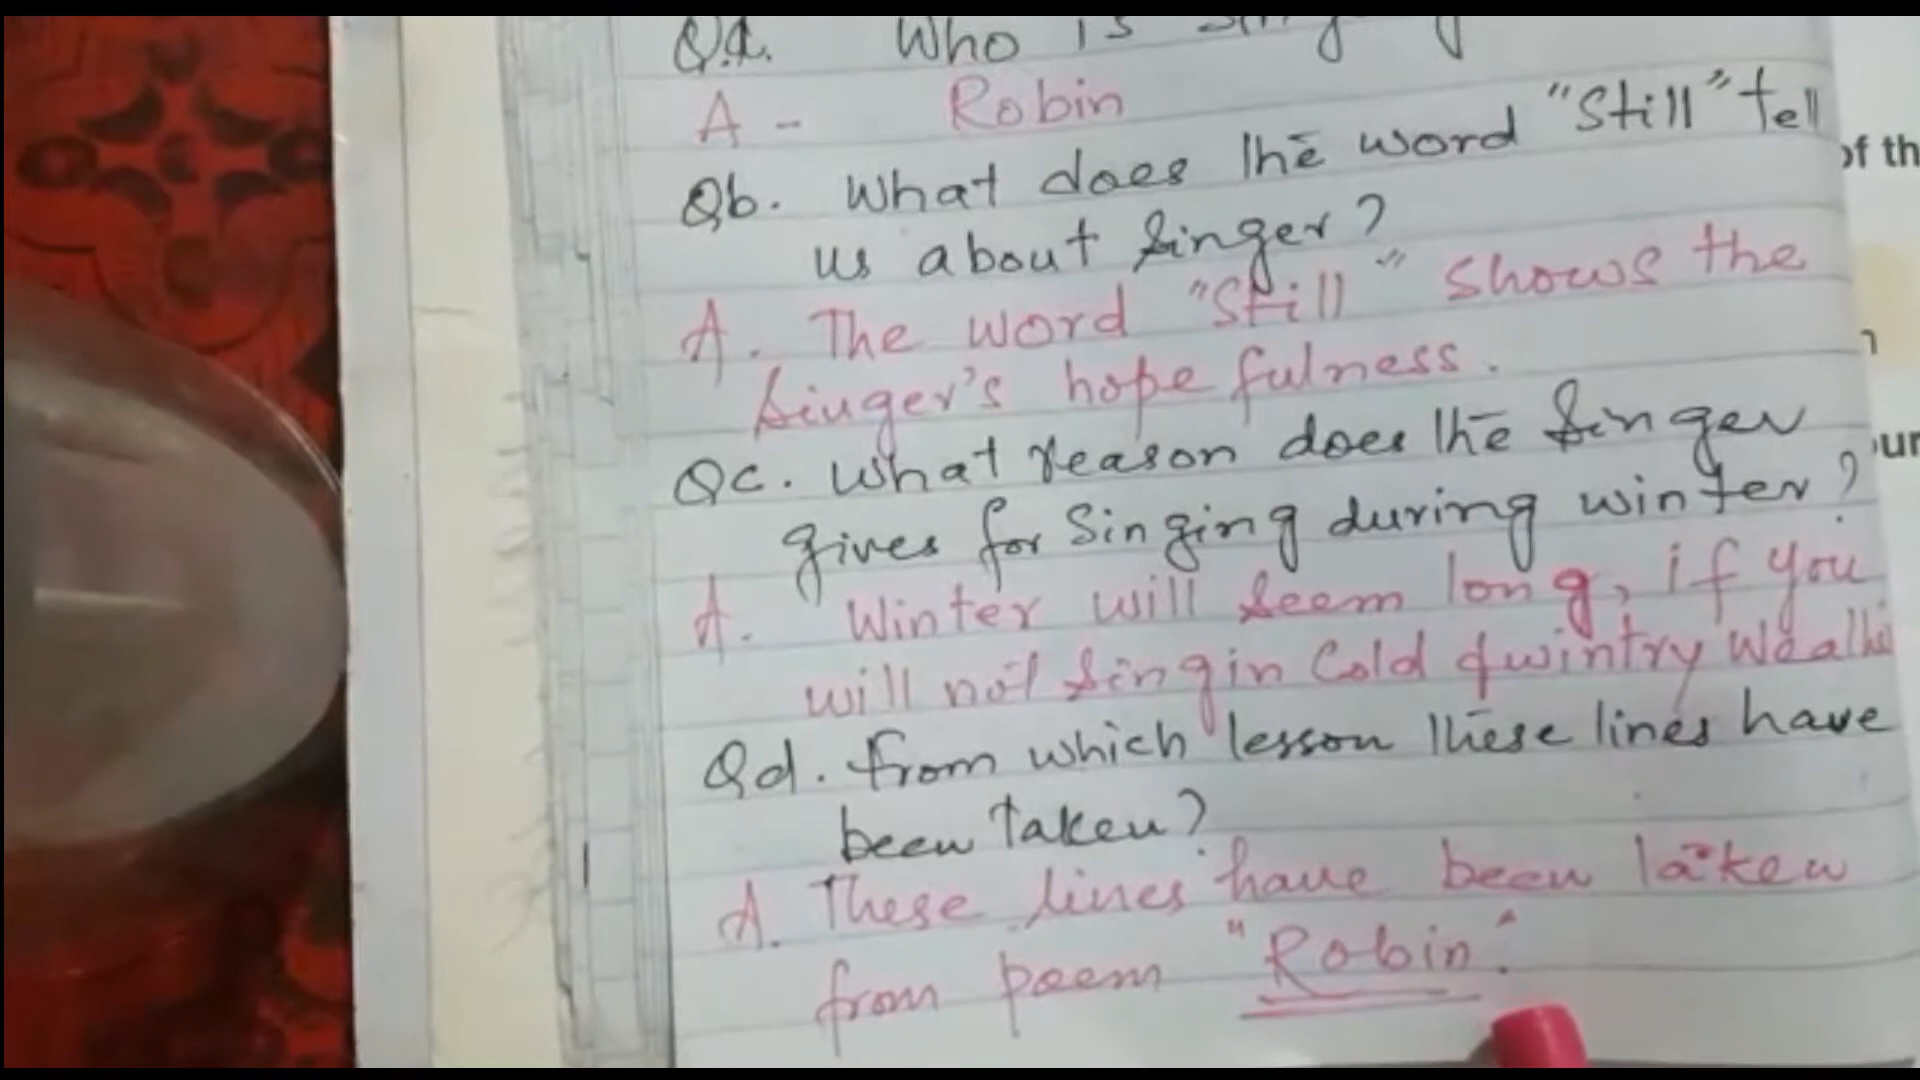 Qa. Who is Singing
A - Robin
Qb. What does the word "Still" tell
us about Singer?
A. The word "Still" Shows the
Singer's hopefulness.
Qc. What reason does the Singer
gives for Singing during winter?
A. Winter will seem long, if you
will not Sing in Cold & wintry
Qd. from which lesson these lines have
been taken?
A. These lines have been taken
from poem "Robin".
of th
ur